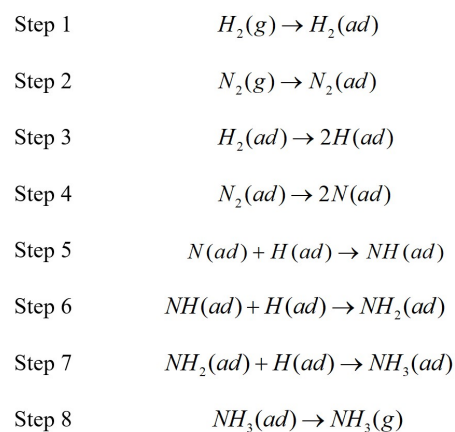 Step 1 H₂(g) → H₂(ad)
Step 2 N₂(g) → N₂(ad)
Step 3 H₂(ad) → 2H(ad)
Step 4 N₂(ad) → 2N(ad)
Step 5 N(ad) + H(ad) → NH(ad)
Step 6 NH(ad) + H(ad) → NH₂(ad)
Step 7 NH₂(ad) + H(ad) → NH₃(ad)
Step 8 NH₃(ad) → NH₃(g)